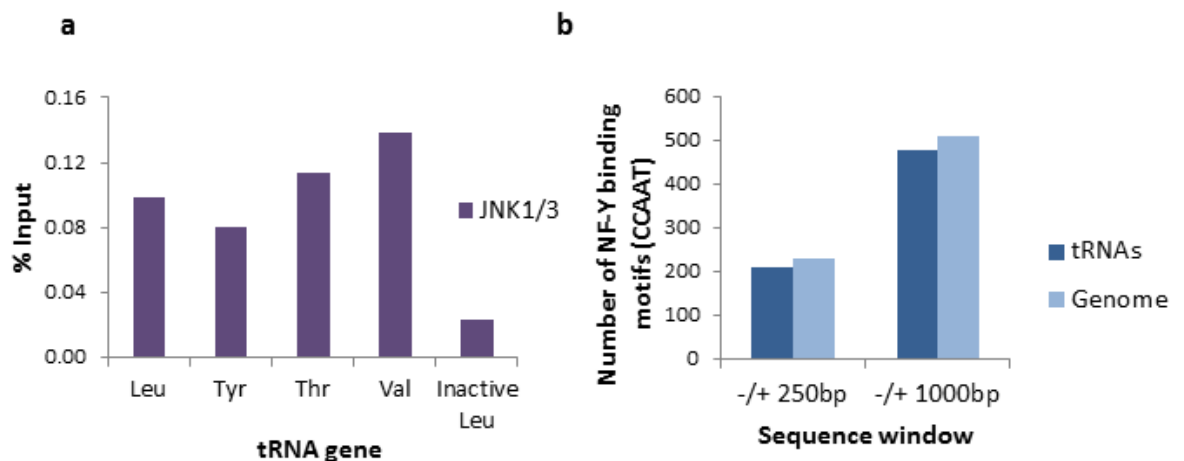 a
% Input
0.16
0.12
0.08
0.04
0.00
Leu
Tyr
Thr
Val
Inactive
Leu
tRNA gene
JNK1/3
b
Number of NF-Y binding
motifs (CCAAT)
600
500
400
300
200
100
0
-/+ 250bp
-/+ 1000bp
Sequence window
tRNAs
Genome